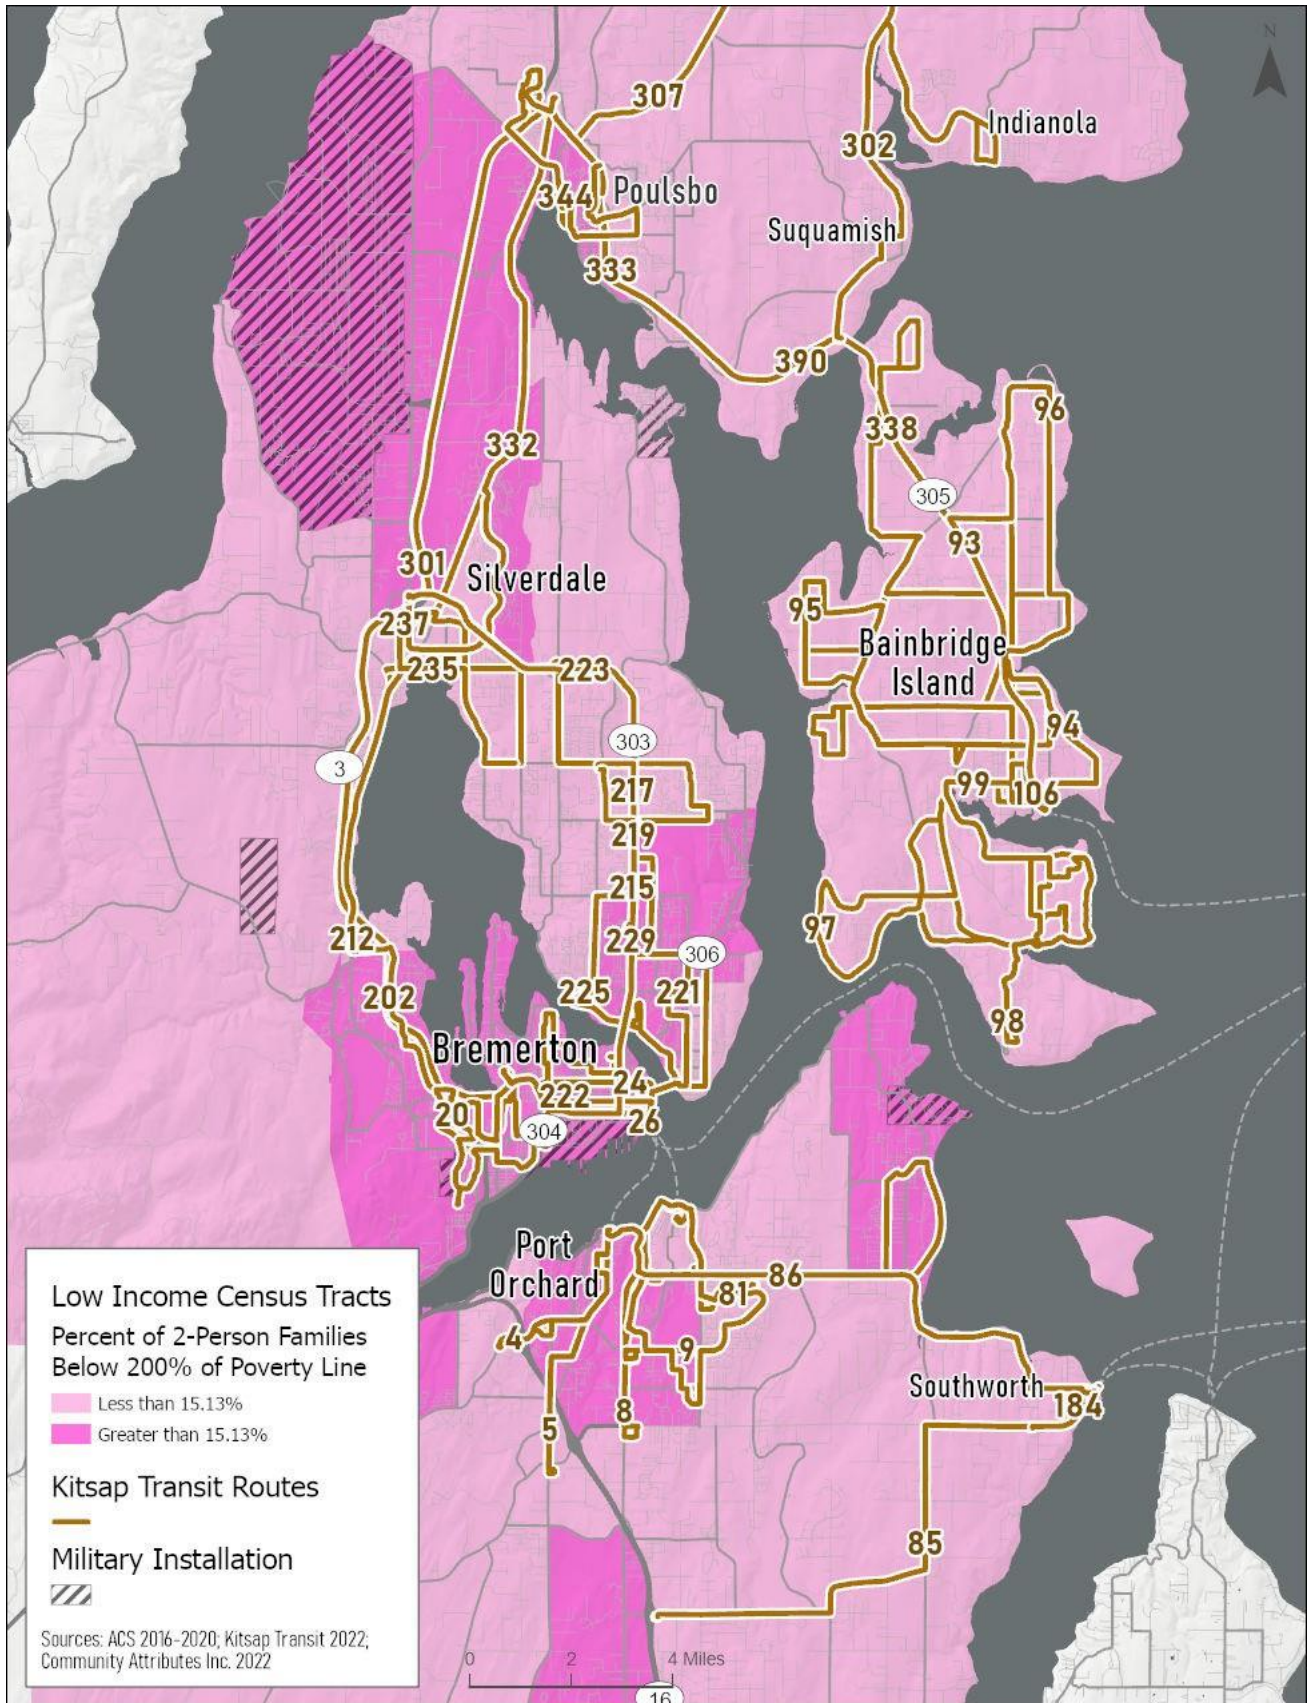 N
307
Indianola
302
344
Poulsbo
Suquamish
333
390
96
338
332
305
93
301
Silverdale
237
95
Bainbridge
Island
235
223
94
303
3
217
99
106
219
215
97
212
229
306
202
225
221
98
Bremerton
24
222
20
26
304
Port
Orchard
86
81
4
9
Southworth
184
8
5
85
16
Low Income Census Tracts
Percent of 2-Person Families
Below 200% of Poverty Line
Less than 15.13%
Greater than 15.13%
Kitsap Transit Routes
Military Installation
Sources: ACS 2016-2020; Kitsap Transit 2022;
Community Attributes Inc. 2022
0 2 4 Miles